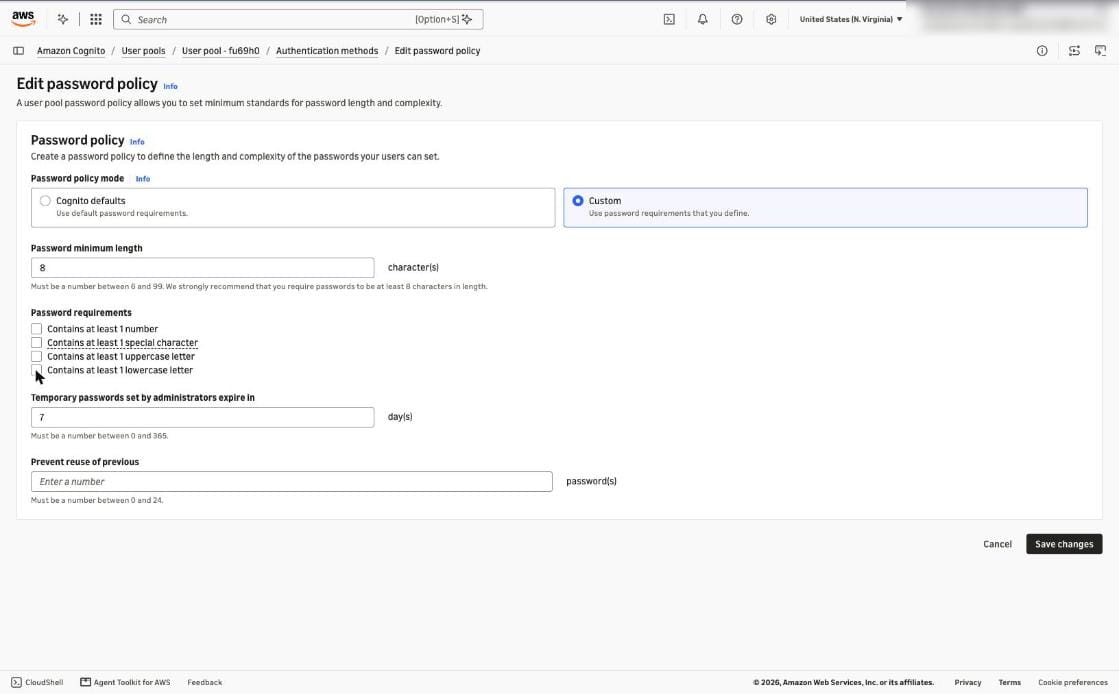 aws
Search [Option+S]
United States (N. Virginia)
Amazon Cognito / User pools / User pool - fu69h0 / Authentication methods / Edit password policy
Edit password policy Info
A user pool password policy allows you to set minimum standards for password length and complexity.
Password policy Info
Create a password policy to define the length and complexity of the passwords your users can set.
Password policy mode Info
Cognito defaults
Use default password requirements.
Custom
Use password requirements that you define.
Password minimum length
8 character(s)
Must be a number between 6 and 99. We strongly recommend that you require passwords to be at least 8 characters in length.
Password requirements
Contains at least 1 number
Contains at least 1 special character
Contains at least 1 uppercase letter
Contains at least 1 lowercase letter
Temporary passwords set by administrators expire in
7 day(s)
Must be a number between 0 and 365.
Prevent reuse of previous
Enter a number password(s)
Must be a number between 0 and 24.
Cancel Save changes
CloudShell Agent Toolkit for AWS Feedback © 2026, Amazon Web Services, Inc. or its affiliates. Privacy Terms Cookie preferences